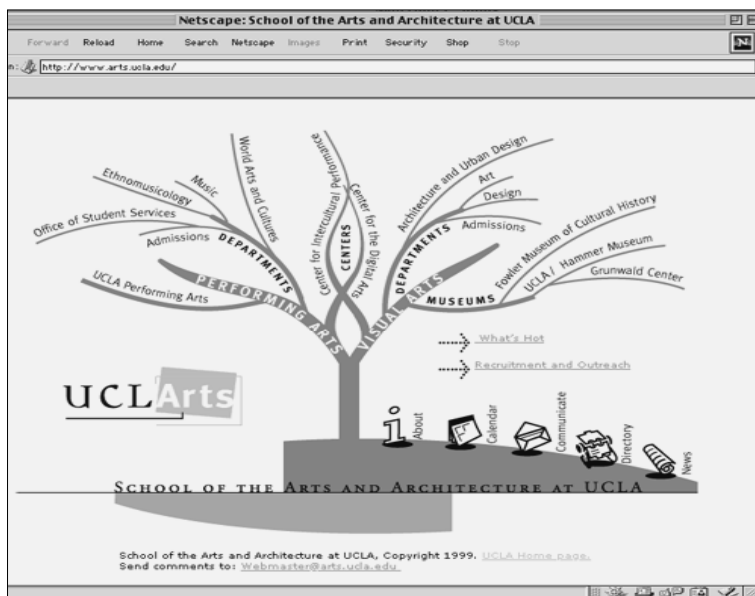 Netscape: School of the Arts and Architecture at UCLA
Forward Reload Home Search Netscape Images Print Security Shop Stop
n: http://www.arts.ucla.edu/
N
Ethnomusicology
Music
World Arts and Cultures
Office of Student Services
Admissions
DEPARTMENTS
UCLA Performing Arts
PERFORMING ARTS
Center for Intercultural Performance
CENTERS
Center for the Digital Arts
Architecture and Urban Design
Art
Design
Admissions
DEPARTMENTS
VISUAL ARTS
Fowler Museum of Cultural History
UCLA/ Hammer Museum
Grunwald Center
MUSEUMS
What's Hot
Recruitment and Outreach
UCLArts
About
Calendar
Communicate
Directory
News
SCHOOL OF THE ARTS AND ARCHITECTURE AT UCLA
School of the Arts and Architecture at UCLA, Copyright 1999. UCLA Home page.
Send comments to: Webmaster@arts.ucla.edu